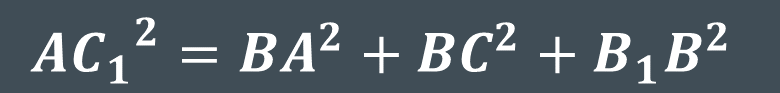 AC₁² = BA² + BC² + B₁B²